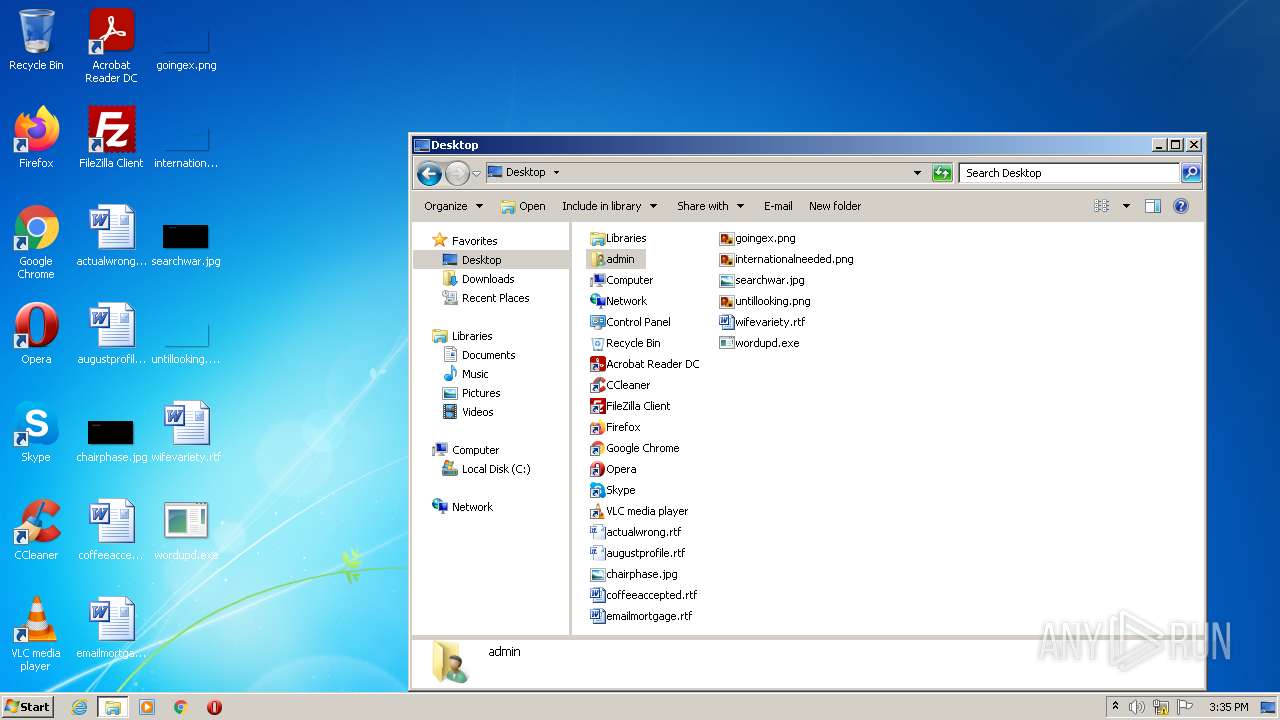 Recycle Bin
Acrobat
Reader DC
goingex.png
Firefox
FileZilla Client
internation...
Google
Chrome
actualwrong....
searchwar.jpg
Opera
augustprofil...
untillooking....
Skype
chairphase.jpg
wifevariety.rtf
CCleaner
coffeeacce...
wordupd.exe
VLC media
player
emailmortga...
Desktop
Desktop
Search Desktop
Organize
Open
Include in library
Share with
E-mail
New folder
Favorites
Desktop
Downloads
Recent Places
Libraries
Documents
Music
Pictures
Videos
Computer
Local Disk (C:)
Network
Libraries
admin
Computer
Network
Control Panel
Recycle Bin
Acrobat Reader DC
CCleaner
FileZilla Client
Firefox
Google Chrome
Opera
Skype
VLC media player
actualwrong.rtf
augustprofile.rtf
chairphase.jpg
coffeeaccepted.rtf
emailmortgage.rtf
goingex.png
internationalneeded.png
searchwar.jpg
untillooking.png
wifevariety.rtf
wordupd.exe
admin
ANY RUN
Start
3:35 PM